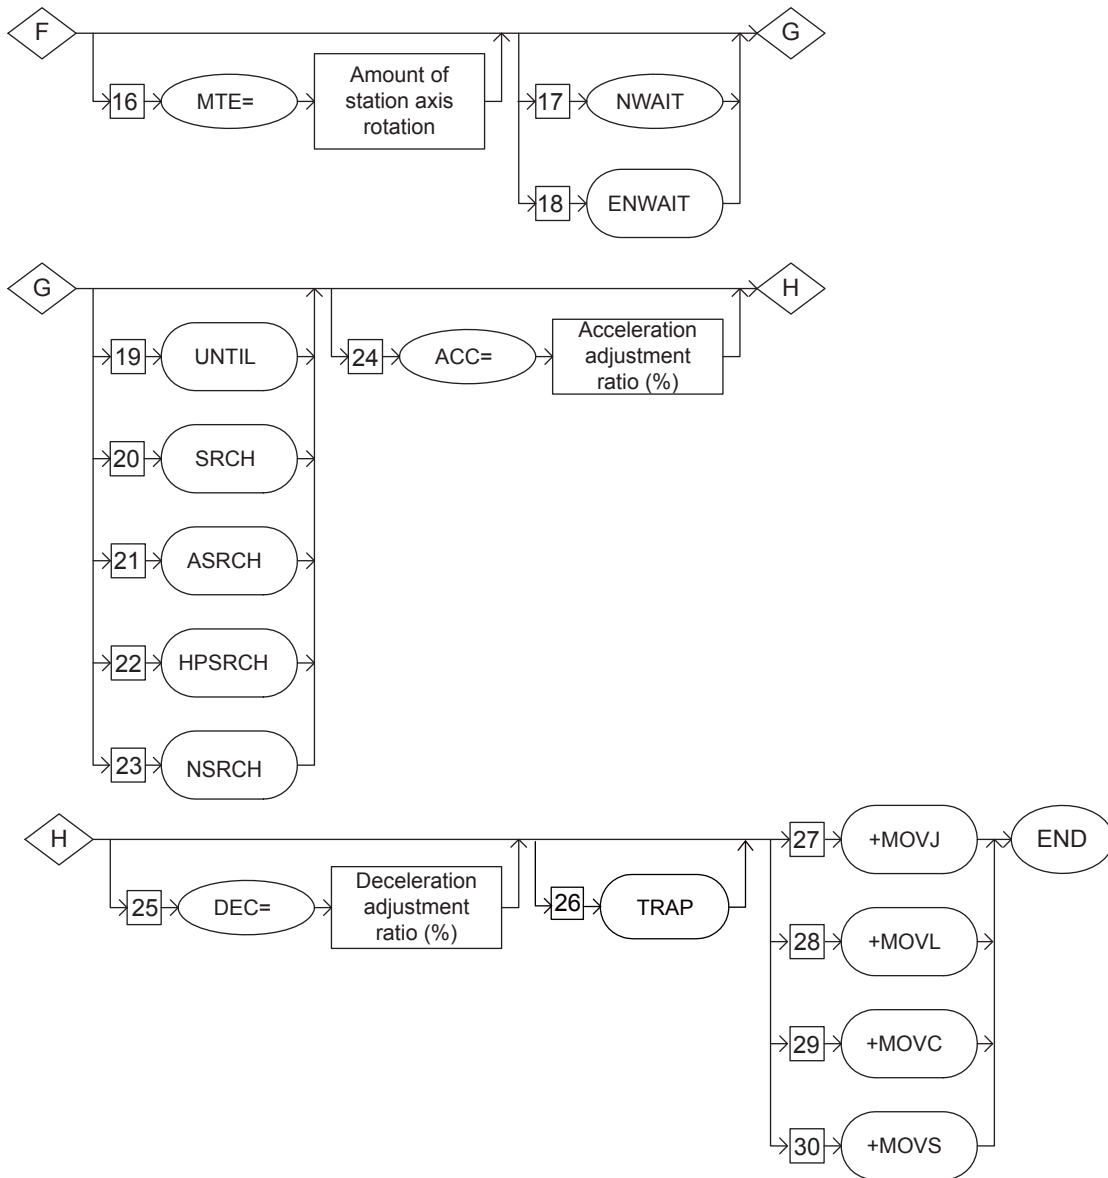 F
G
16
MTE=
Amount of
station axis
rotation
17
NWAIT
18
ENWAIT
G
H
19
UNTIL
24
ACC=
Acceleration
adjustment
ratio (%)
20
SRCH
21
ASRCH
22
HPSRCH
23
NSRCH
H
25
DEC=
Deceleration
adjustment
ratio (%)
26
TRAP
27
+MOVJ
END
28
+MOVL
29
+MOVC
30
+MOVS